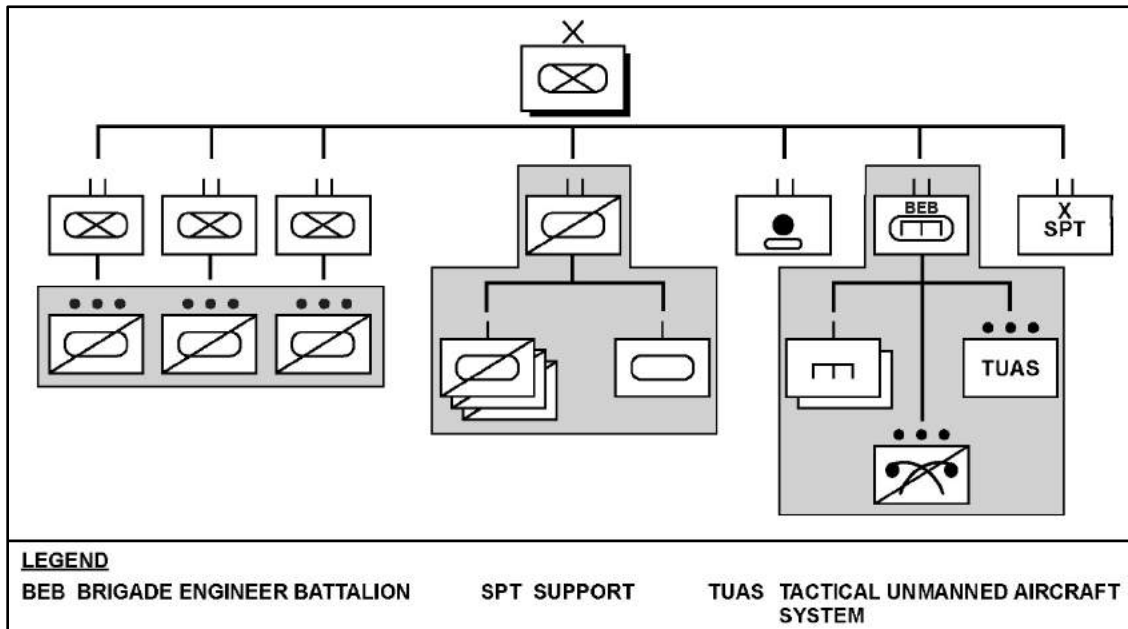 BEB
X
SPT
TUAS
LEGEND
BEB BRIGADE ENGINEER BATTALION SPT SUPPORT TUAS TACTICAL UNMANNED AIRCRAFT
SYSTEM